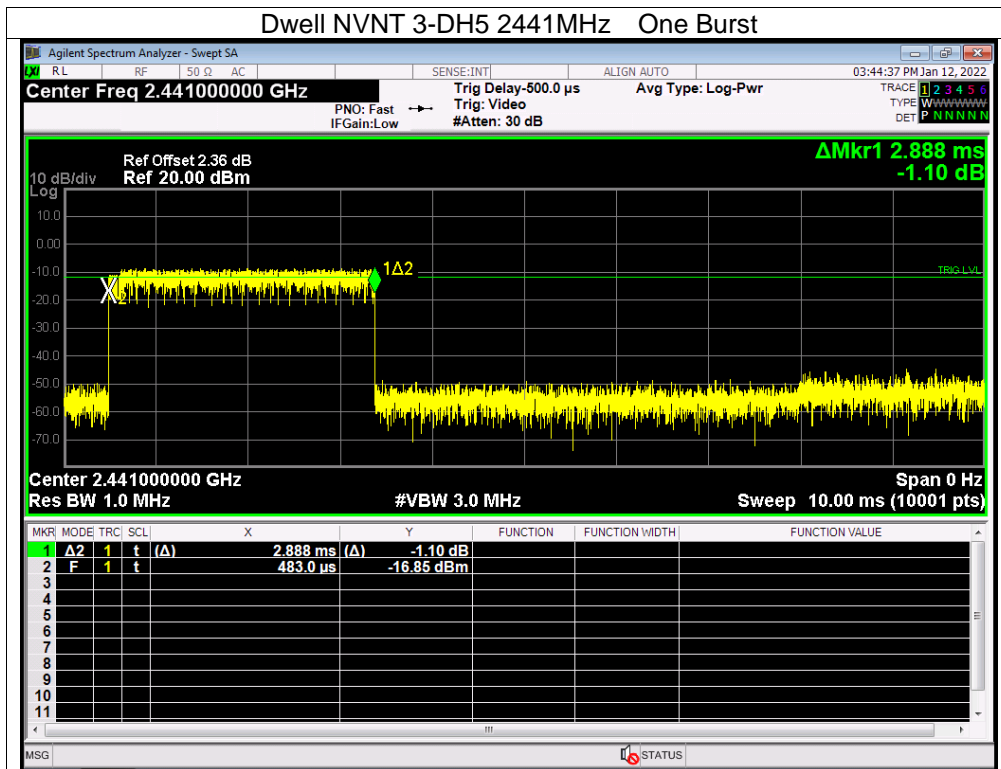 Dwell NVNT 3-DH5 2441MHz One Burst
Agilent Spectrum Analyzer - Swept SA
LXI RL RF 50 Ω AC SENSE:INT ALIGN AUTO 03:44:37 PM Jan 12, 2022
Center Freq 2.441000000 GHz Trig Delay-500.0 µs Avg Type: Log-Pwr TRACE 1 2 3 4 5 6
PNO: Fast Trig: Video TYPE WWWWWW
IFGain:Low #Atten: 30 dB DET P N N N N N
ΔMkr1 2.888 ms
-1.10 dB
Ref Offset 2.36 dB
10 dB/div Ref 20.00 dBm
Log
10.0
0.00
-10.0
1Δ2
TRIG LVL
-20.0
2
-30.0
-40.0
-50.0
-60.0
-70.0
Center 2.441000000 GHz Span 0 Hz
Res BW 1.0 MHz #VBW 3.0 MHz Sweep 10.00 ms (10001 pts)
MKR MODE TRC SCL X Y FUNCTION FUNCTION WIDTH FUNCTION VALUE
1 Δ2 1 t (Δ) 2.888 ms (Δ) -1.10 dB
2 F 1 t 483.0 µs -16.85 dBm
3
4
5
6
7
8
9
10
11
MSG STATUS